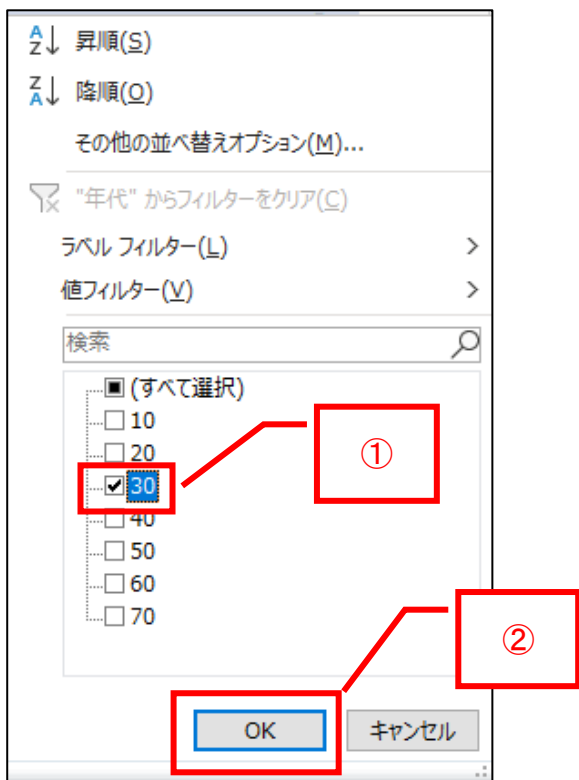 昇順(S)
降順(O)
その他の並べ替えオプション(M)...
"年代" からフィルターをクリア(C)
ラベル フィルター(L)
値フィルター(V)
検索
(すべて選択)
10
20
①
30
40
50
60
70
②
OK キャンセル